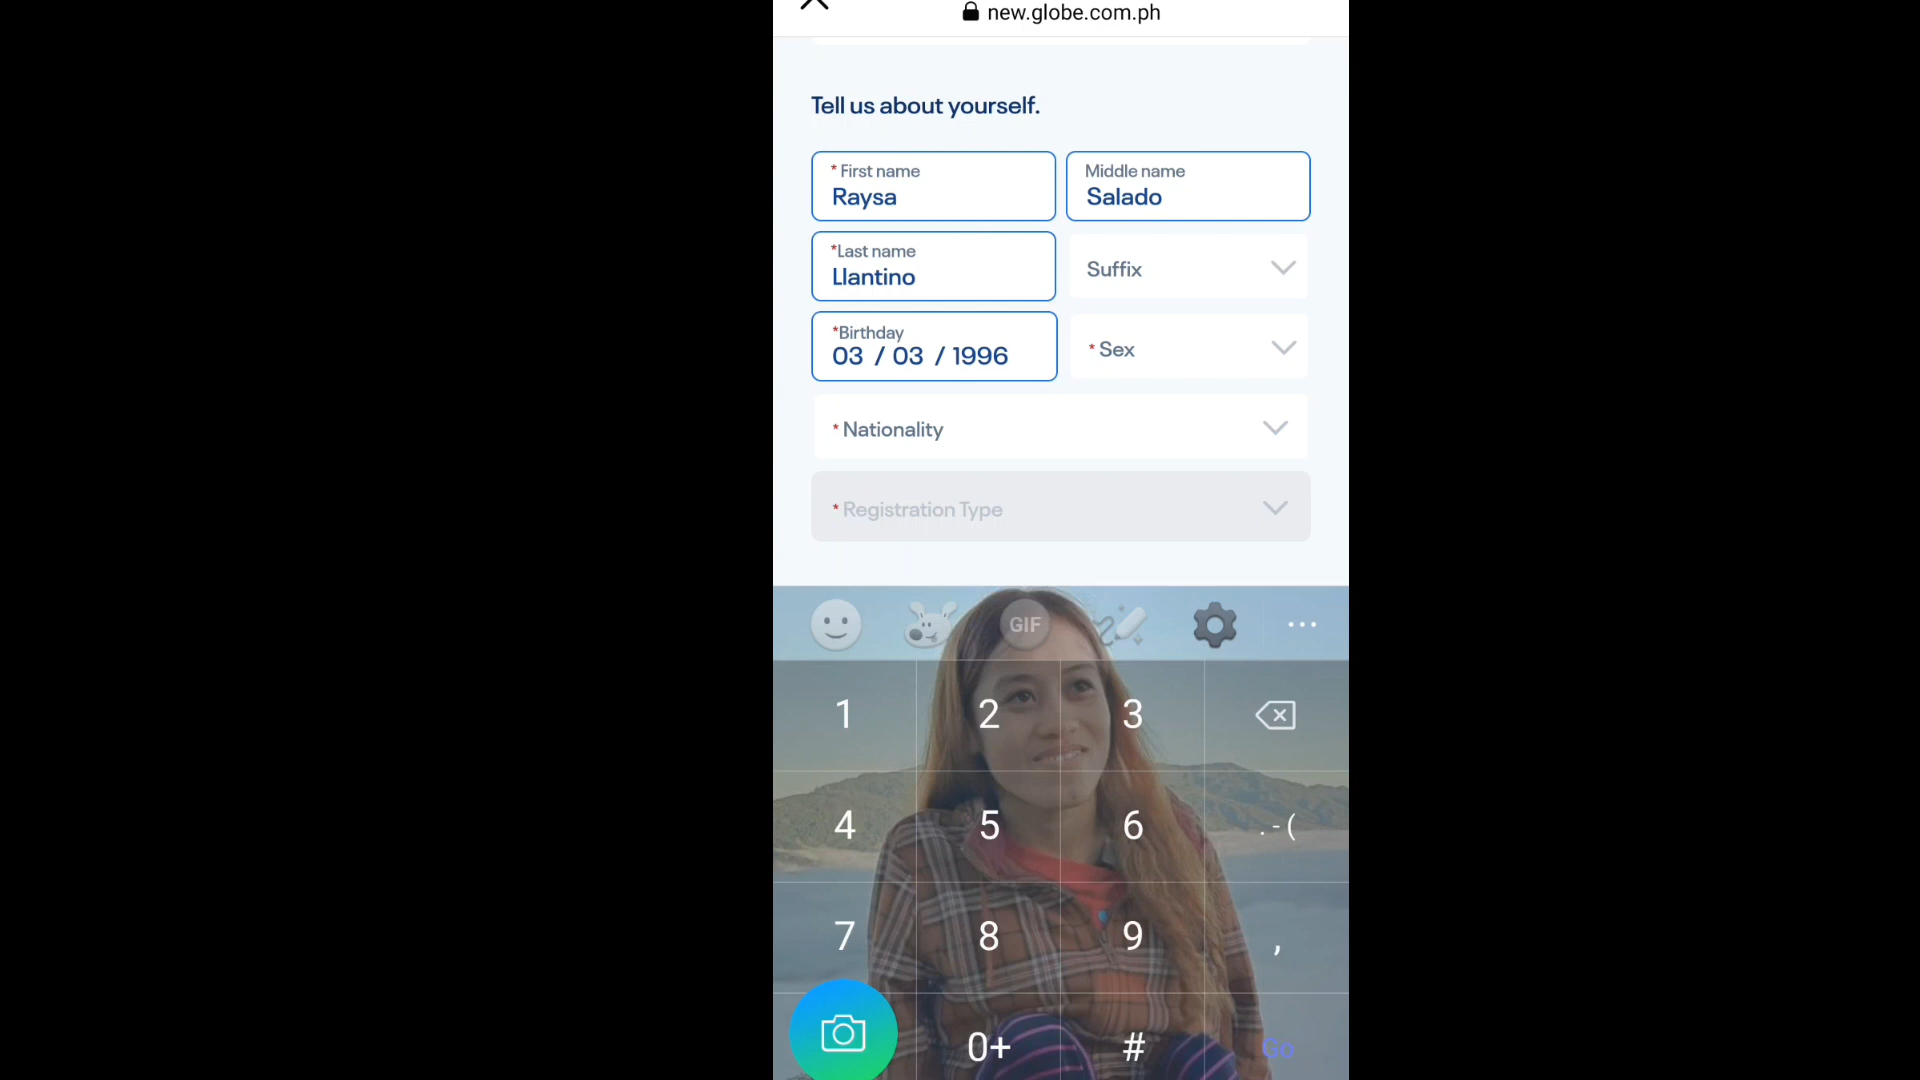 new.globe.com.ph
Tell us about yourself.
* First name
Raysa
Middle name
Salado
*Last name
Llantino
Suffix
*Birthday
03 / 03 / 1996
* Sex
* Nationality
* Registration Type
GIF
1 2 3
4 5 6 . - (
7 8 9 ,
0+ # Go